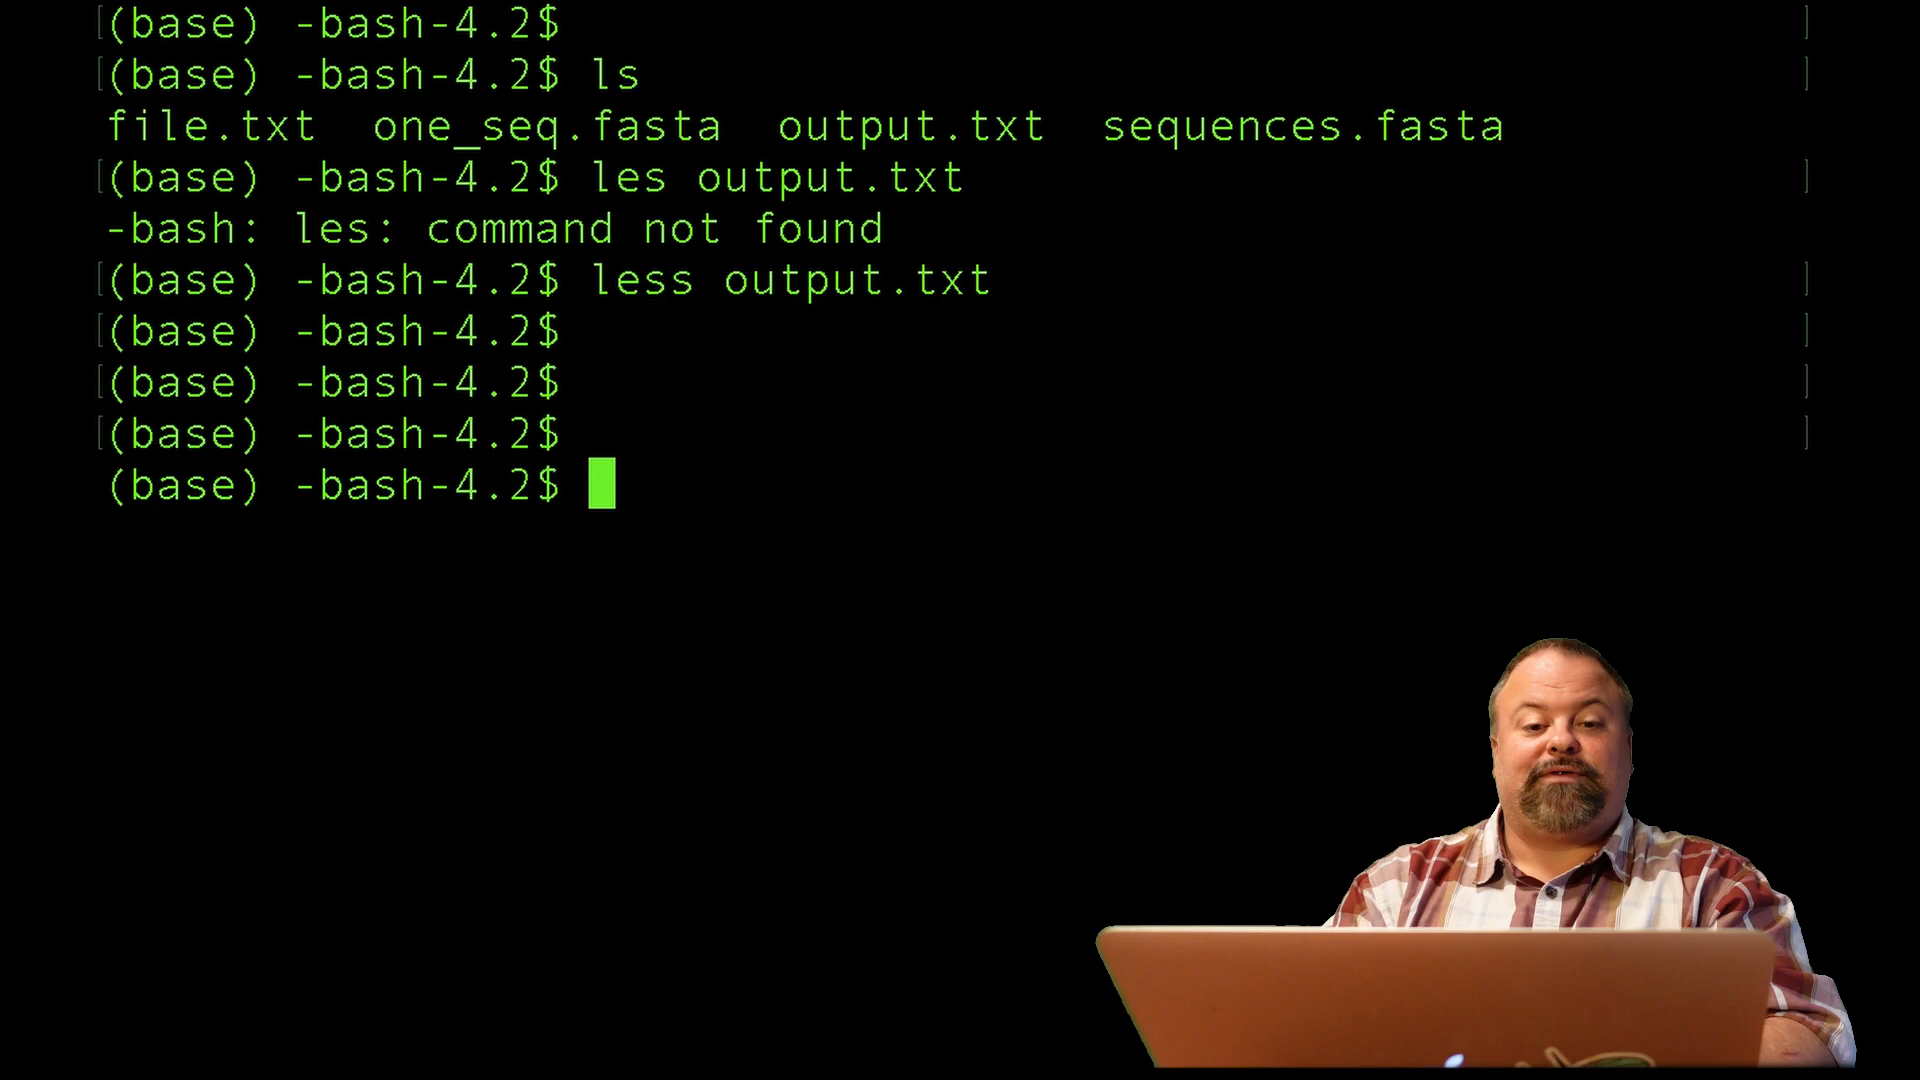 (base) -bash-4.2$
(base) -bash-4.2$ ls
file.txt  one_seq.fasta  output.txt  sequences.fasta
(base) -bash-4.2$ les output.txt
-bash: les: command not found
(base) -bash-4.2$ less output.txt
(base) -bash-4.2$
(base) -bash-4.2$
(base) -bash-4.2$
(base) -bash-4.2$